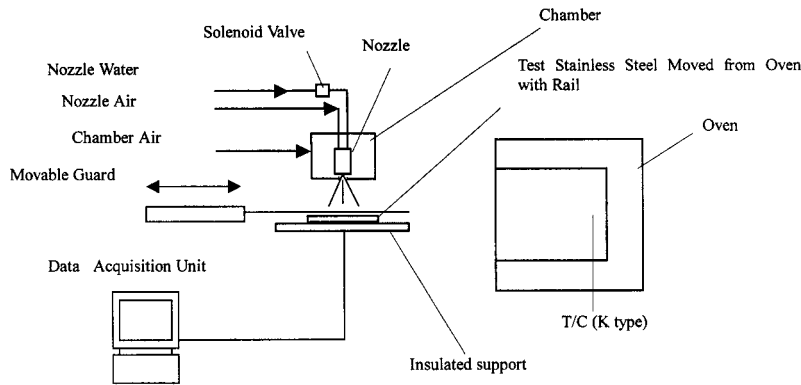 Chamber
Solenoid Valve
Nozzle
Nozzle Water
Test Stainless Steel Moved from Oven
with Rail
Nozzle Air
Oven
Chamber Air
Movable Guard
Data Acquisition Unit
T/C (K type)
Insulated support